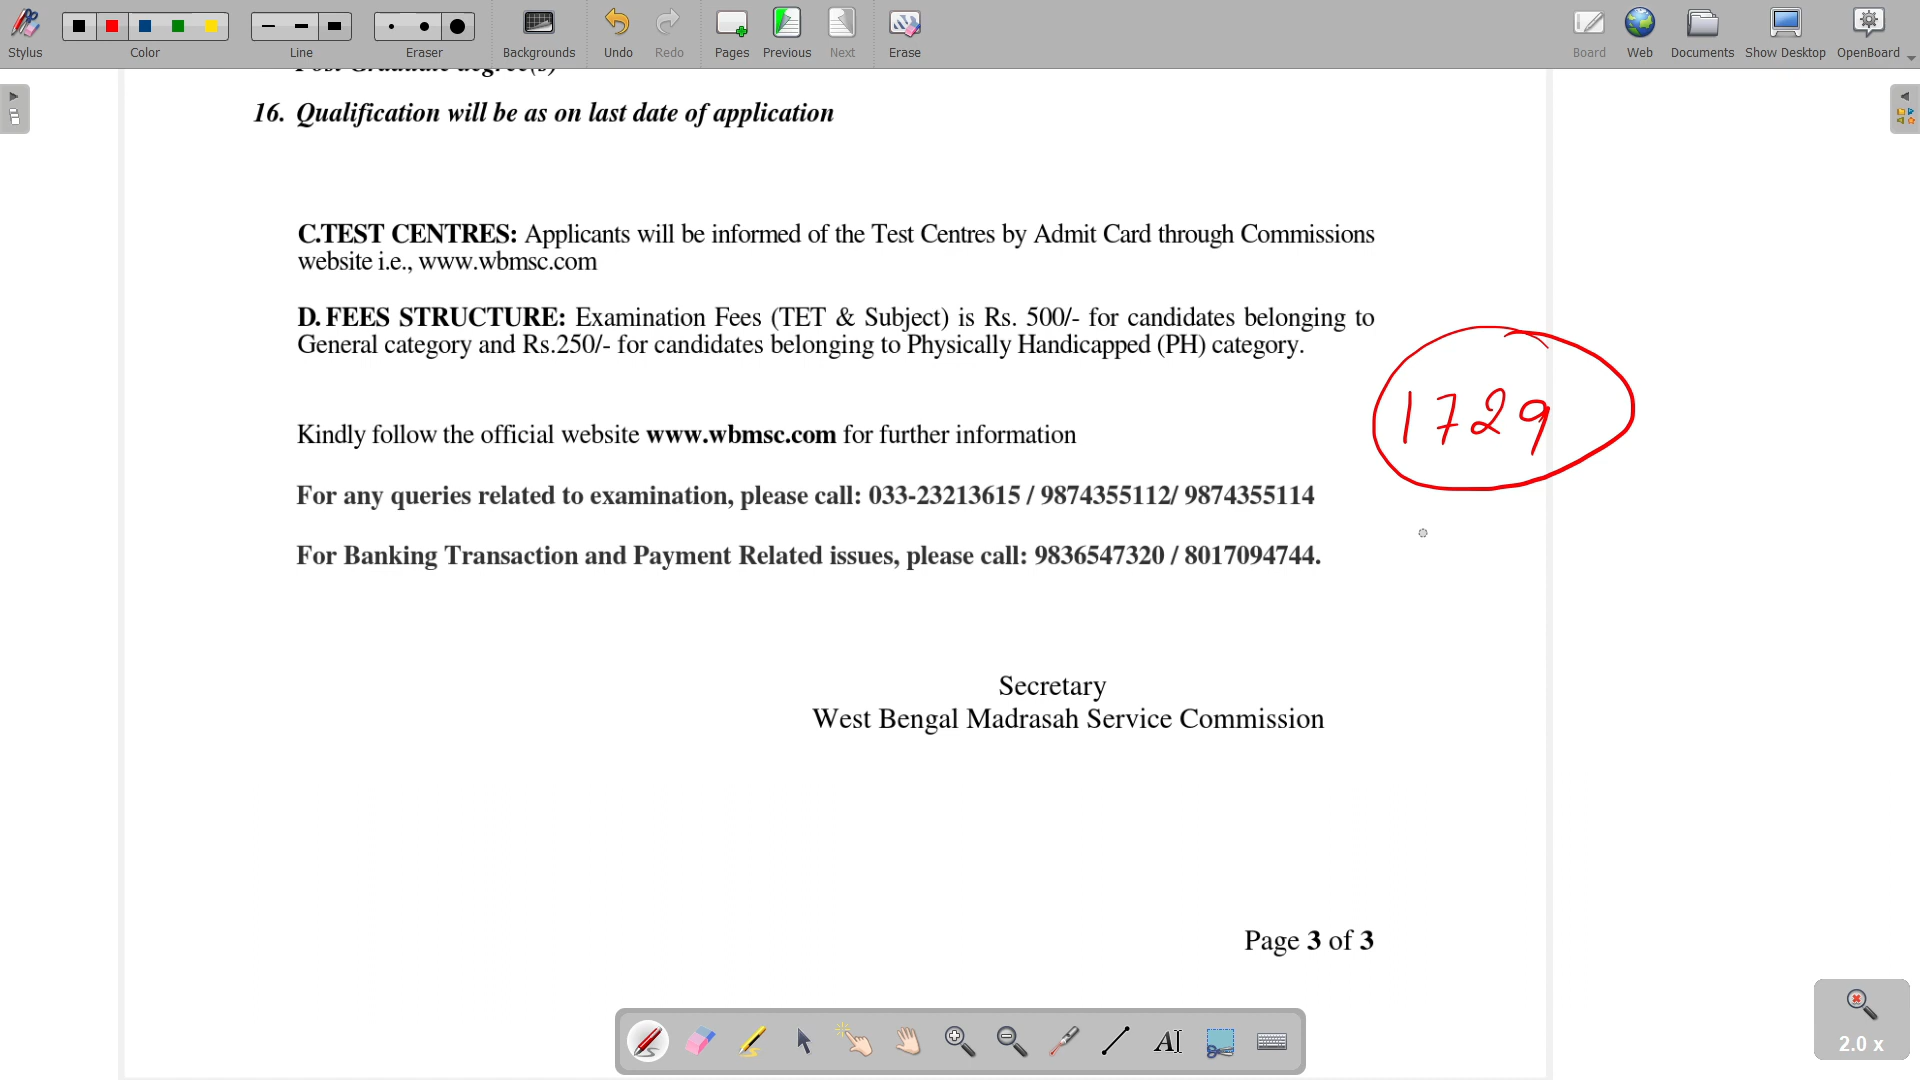 Stylus Color Line Eraser Backgrounds Undo Redo Pages Previous Next Erase Board Web Documents Show Desktop OpenBoard
Post Graduate degree(s)
16. Qualification will be as on last date of application
C.TEST CENTRES: Applicants will be informed of the Test Centres by Admit Card through Commissions
website i.e., www.wbmsc.com
D. FEES STRUCTURE: Examination Fees (TET & Subject) is Rs. 500/- for candidates belonging to
General category and Rs.250/- for candidates belonging to Physically Handicapped (PH) category.
1729
Kindly follow the official website www.wbmsc.com for further information
For any queries related to examination, please call: 033-23213615 / 9874355112/ 9874355114
For Banking Transaction and Payment Related issues, please call: 9836547320 / 8017094744.
Secretary
West Bengal Madrasah Service Commission
Page 3 of 3
2.0 x